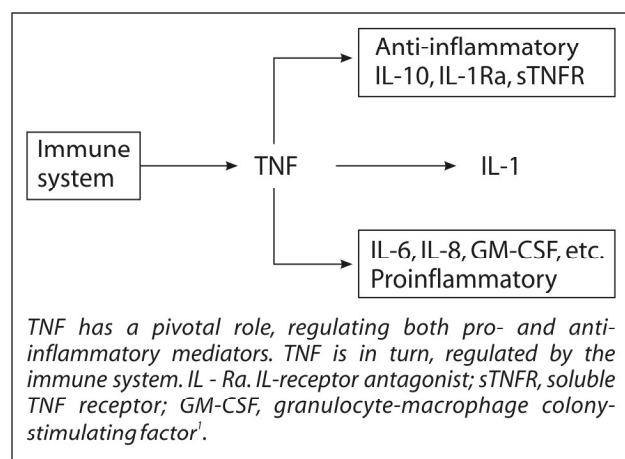 Anti-inflammatory
IL-10, IL-1Ra, sTNFR
Immune
system
TNF
IL-1
IL-6, IL-8, GM-CSF, etc.
Proinflammatory
TNF has a pivotal role, regulating both pro- and anti-
inflammatory mediators. TNF is in turn, regulated by the
immune system. IL - Ra. IL-receptor antagonist; sTNFR, soluble
TNF receptor; GM-CSF, granulocyte-macrophage colony-
stimulating factor¹.